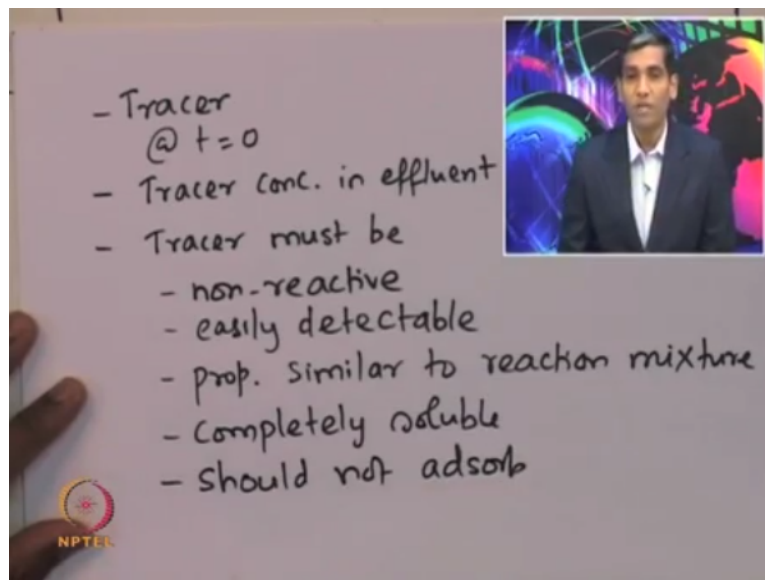 - Tracer
@ t = 0
- Tracer conc. in effluent
- Tracer must be
- non-reactive
- easily detectable
- prop. similar to reaction mixture
- completely soluble
- should not adsorb
NPTEL